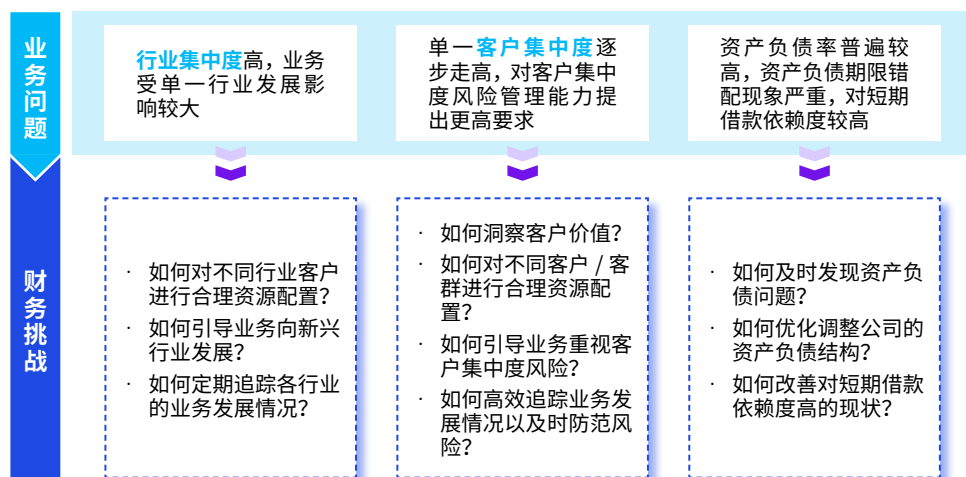 业务问题
行业集中度高，业务
受单一行业发展影
响较大
单一客户集中度逐
步走高，对客户集中
度风险管理能力提
出更高要求
资产负债率普遍较
高，资产负债期限错
配现象严重，对短期
借款依赖度较高
财务挑战
· 如何对不同行业客户
进行合理资源配置？
· 如何引导业务向新兴
行业发展？
· 如何定期追踪各行业
的业务发展情况？
· 如何洞察客户价值？
· 如何对不同客户 / 客
群进行合理资源配
置？
· 如何引导业务重视客
户集中度风险？
· 如何高效追踪业务发
展情况以及时防范风
险？
· 如何及时发现资产负
债问题？
· 如何优化调整公司的
资产负债结构？
· 如何改善对短期借款
依赖度高的现状？